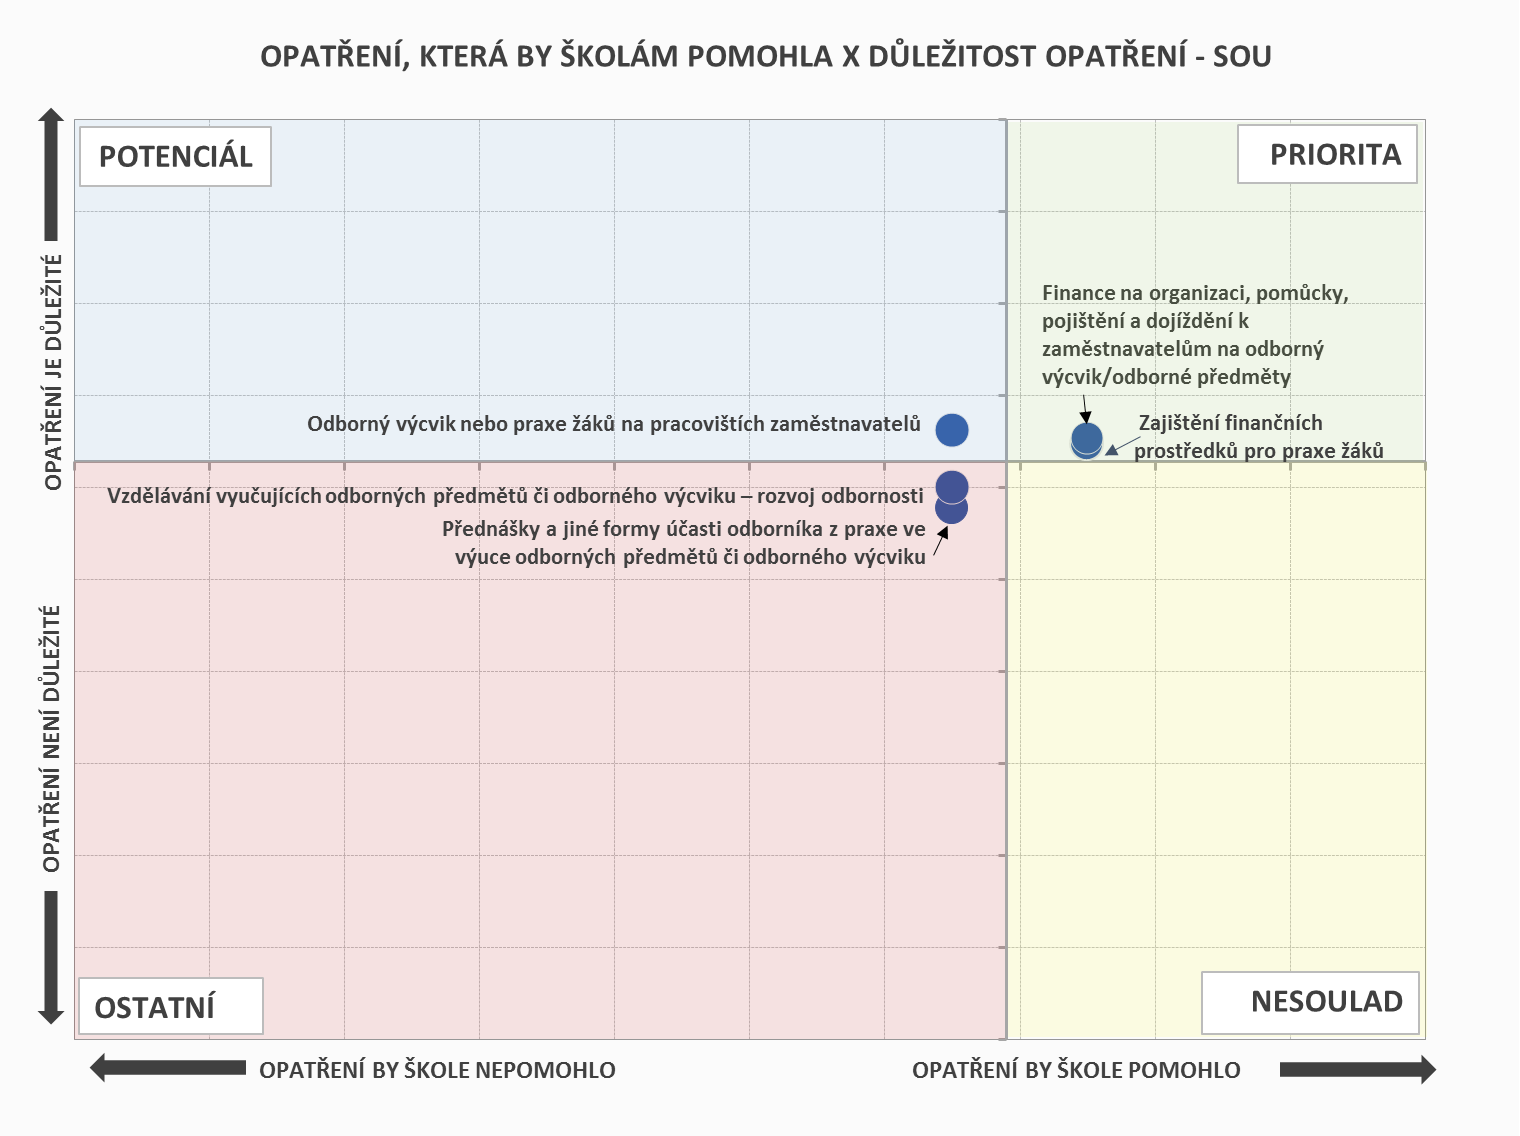 OPATŘENÍ, KTERÁ BY ŠKOLÁM POMOHLA X DŮLEŽITOST OPATŘENÍ - SOU
POTENCIÁL
PRIORITA
OPATŘENÍ JE DŮLEŽITÉ
Finance na organizaci, pomůcky,
pojištění a dojíždění k
zaměstnavatelům na odborný
výcvik/odborné předměty
Odborný výcvik nebo praxe žáků na pracovištích zaměstnavatelů
Zajištění finančních
prostředků pro praxe žáků
Vzdělávání vyučujících odborných předmětů či odborného výcviku – rozvoj odbornosti
Přednášky a jiné formy účasti odborníka z praxe ve
výuce odborných předmětů či odborného výcviku
OPATŘENÍ NENÍ DŮLEŽITÉ
OSTATNÍ
NESOULAD
OPATŘENÍ BY ŠKOLE NEPOMOHLO
OPATŘENÍ BY ŠKOLE POMOHLO